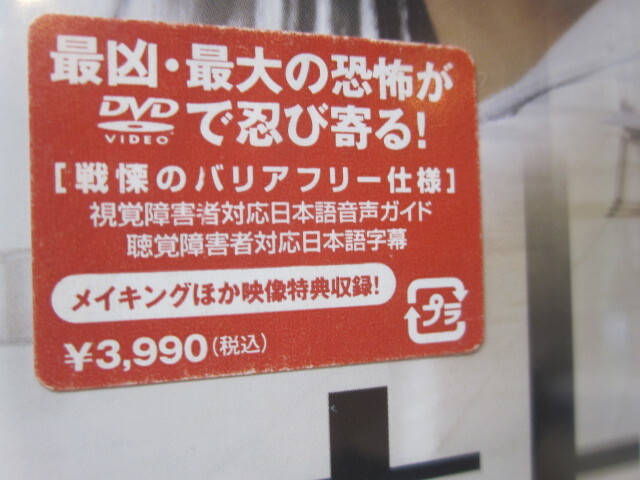 最凶・最大の恐怖が
DVD VIDEO で忍び寄る!
[戦慄のバリアフリー仕様]
視覚障害者対応日本語音声ガイド
聴覚障害者対応日本語字幕
メイキングほか映像特典収録!
プラ
¥3,990(税込)